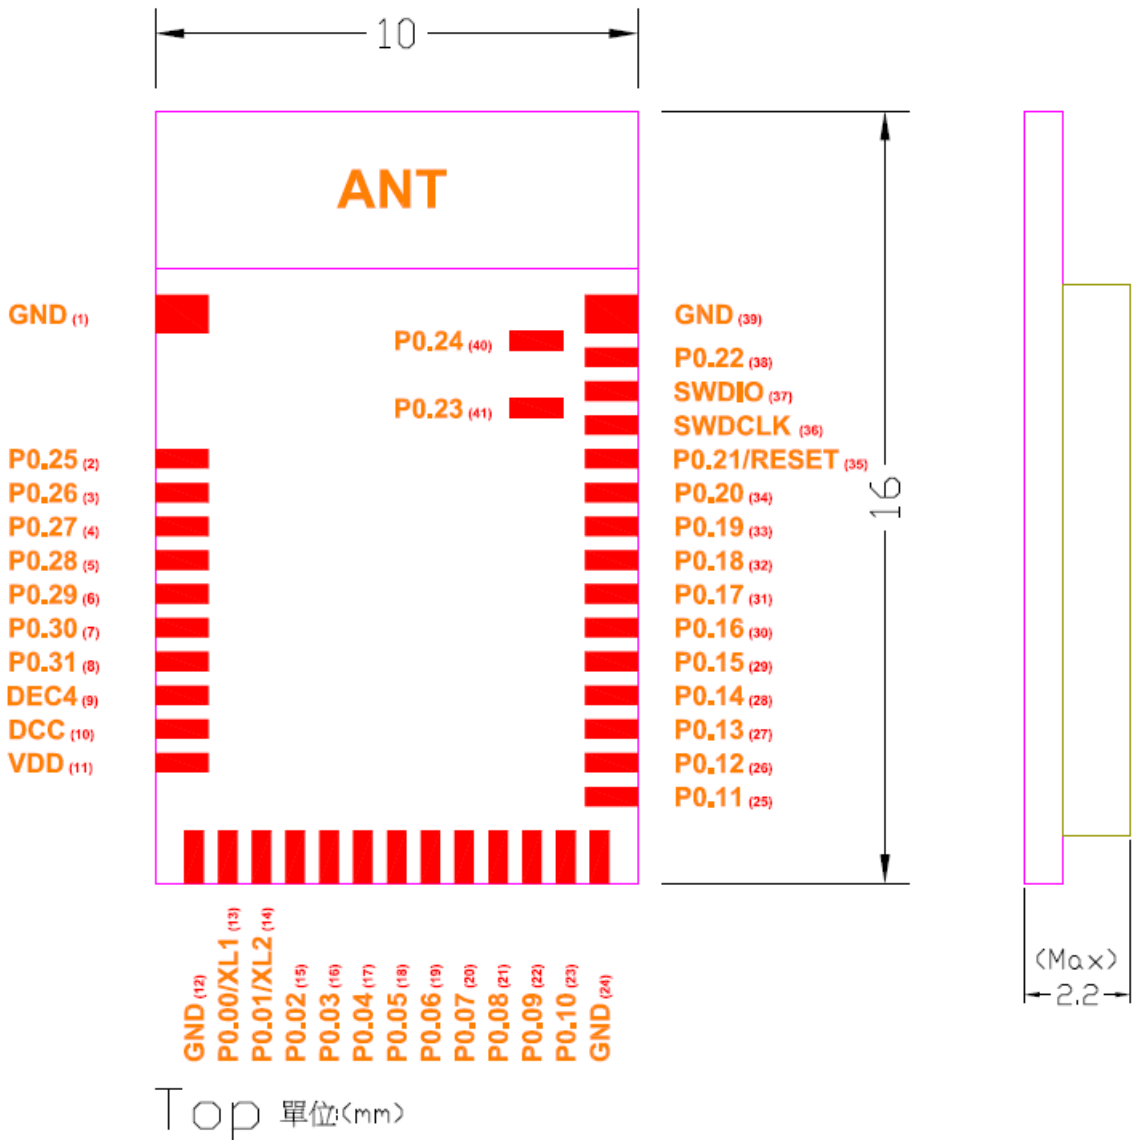 10
ANT
GND (1)
P0.25 (2)
P0.26 (3)
P0.27 (4)
P0.28 (5)
P0.29 (6)
P0.30 (7)
P0.31 (8)
DEC4 (9)
DCC (10)
VDD (11)
P0.24 (40)
P0.23 (41)
GND (39)
P0.22 (38)
SWDIO (37)
SWDCLK (36)
P0.21/RESET (35)
P0.20 (34)
P0.19 (33)
P0.18 (32)
P0.17 (31)
P0.16 (30)
P0.15 (29)
P0.14 (28)
P0.13 (27)
P0.12 (26)
P0.11 (25)
16
GND (12)
P0.00/XL1 (13)
P0.01/XL2 (14)
P0.02 (15)
P0.03 (16)
P0.04 (17)
P0.05 (18)
P0.06 (19)
P0.07 (20)
P0.08 (21)
P0.09 (22)
P0.10 (23)
GND (24)
(Max)
2.2
Top 單位:(mm)